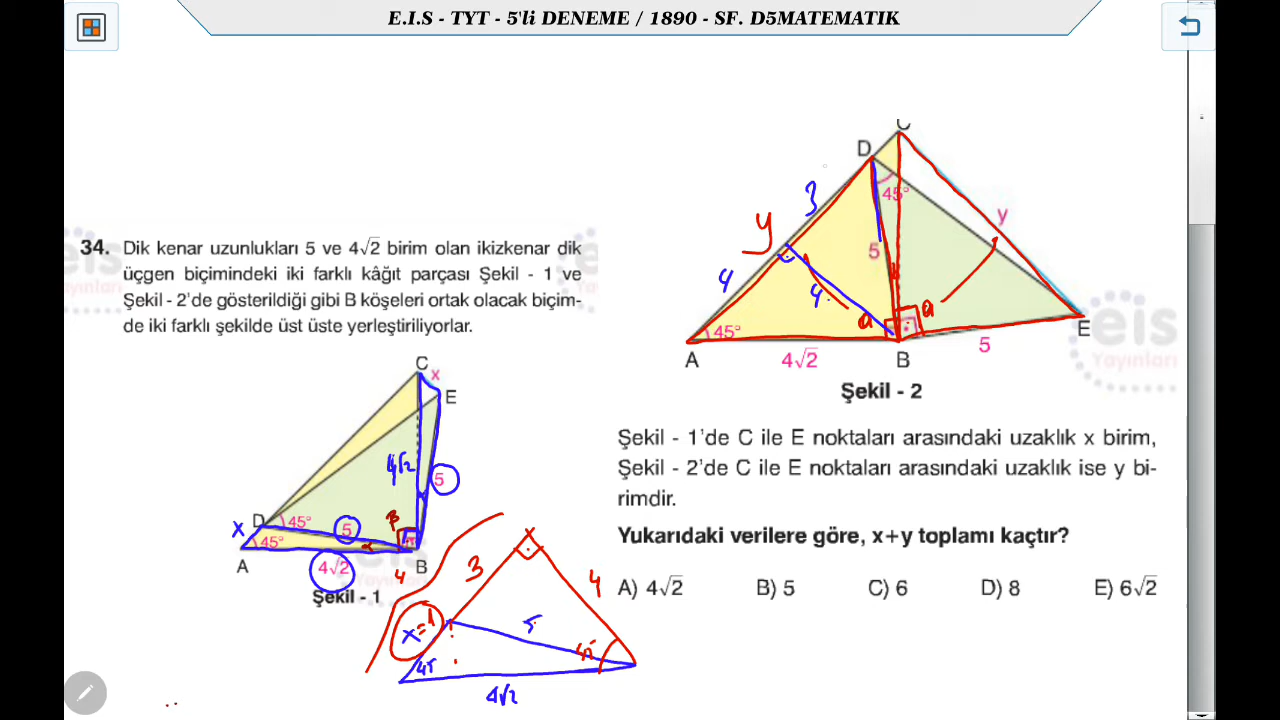 E.I.S - TYT - 5'li DENEME / 1890 - SF. D5MATEMATIK
34. Dik kenar uzunlukları 5 ve 4√2 birim olan ikizkenar dik
üçgen biçimindeki iki farklı kâğıt parçası Şekil - 1 ve
Şekil - 2'de gösterildiği gibi B köşeleri ortak olacak biçim-
de iki farklı şekilde üst üste yerleştiriliyorlar.
C
x
E
4√2
5
β
x
D
45°
5
45°
α
A
4√2
4
B
Şekil - 1
3
4
x=1
5
45
45
4√2
C
D
45°
3
y
y
5
4
4
a
a
45°
A
4√2
B
5
E
eis
Yayınları
Şekil - 2
Şekil - 1'de C ile E noktaları arasındaki uzaklık x birim,
Şekil - 2'de C ile E noktaları arasındaki uzaklık ise y bi-
rimdir.
Yukarıdaki verilere göre, x+y toplamı kaçtır?
A) 4√2 B) 5 C) 6 D) 8 E) 6√2